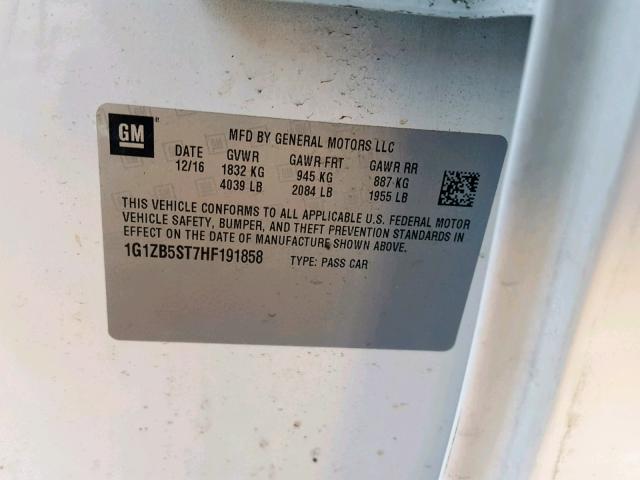 GM
MFD BY GENERAL MOTORS LLC
DATE GVWR GAWR FRT GAWR RR
12/16 1832 KG 945 KG 887 KG
4039 LB 2084 LB 1955 LB
THIS VEHICLE CONFORMS TO ALL APPLICABLE U.S. FEDERAL MOTOR
VEHICLE SAFETY, BUMPER, AND THEFT PREVENTION STANDARDS IN
EFFECT ON THE DATE OF MANUFACTURE SHOWN ABOVE.
1G1ZB5ST7HF191858 TYPE: PASS CAR